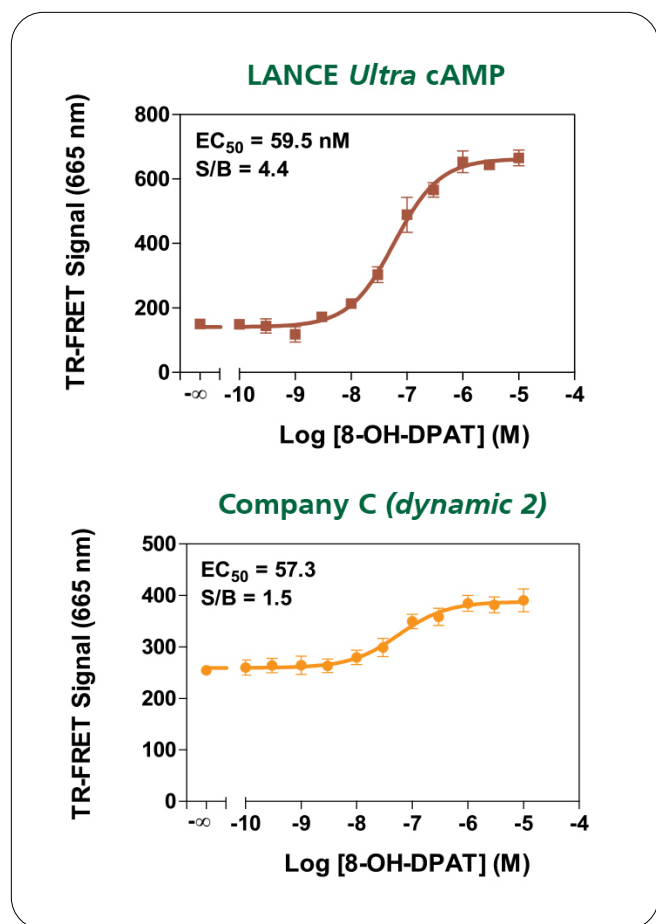 LANCE Ultra cAMP
TR-FRET Signal (665 nm)
800
600
400
200
0
EC50 = 59.5 nM
S/B = 4.4
-∞ -10 -9 -8 -7 -6 -5 -4
Log [8-OH-DPAT] (M)
Company C (dynamic 2)
TR-FRET Signal (665 nm)
500
400
300
200
100
0
EC50 = 57.3
S/B = 1.5
-∞ -10 -9 -8 -7 -6 -5 -4
Log [8-OH-DPAT] (M)